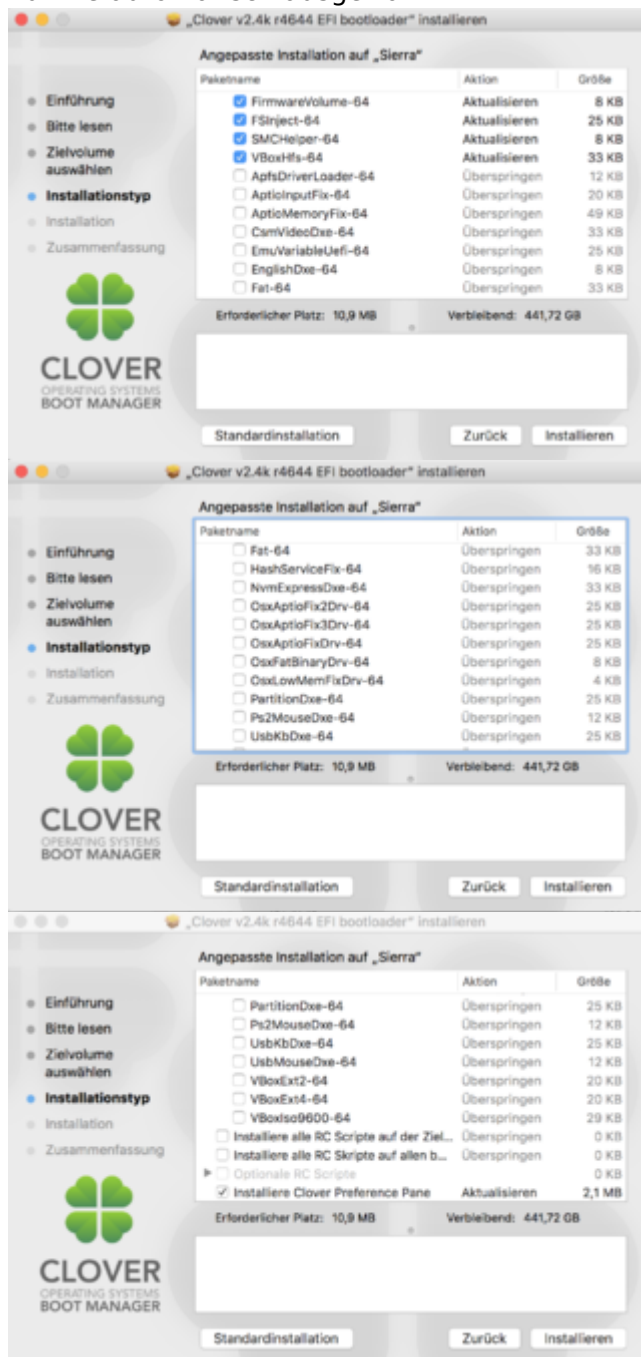 „Clover v2.4k r4644 EFI bootloader“ installieren
Angepasste Installation auf „Sierra“
Paketname Aktion Größe
Einführung
Bitte lesen
Zielvolume
auswählen
Installationstyp
Installation
Zusammenfassung
FirmwareVolume-64 Aktualisieren 8 KB
FSInject-64 Aktualisieren 25 KB
SMCHelper-64 Aktualisieren 8 KB
VBoxHfs-64 Aktualisieren 33 KB
ApfsDriverLoader-64 Überspringen 12 KB
AptioInputFix-64 Überspringen 20 KB
AptioMemoryFix-64 Überspringen 49 KB
CsmVideoDxe-64 Überspringen 33 KB
EmuVariableUefi-64 Überspringen 25 KB
EnglishDxe-64 Überspringen 8 KB
Fat-64 Überspringen 33 KB
Erforderlicher Platz: 10,9 MB Verbleibend: 441,72 GB
CLOVER
OPERATING SYSTEMS
BOOT MANAGER
Standardinstallation Zurück Installieren
„Clover v2.4k r4644 EFI bootloader“ installieren
Angepasste Installation auf „Sierra“
Paketname Aktion Größe
Einführung
Bitte lesen
Zielvolume
auswählen
Installationstyp
Installation
Zusammenfassung
Fat-64 Überspringen 33 KB
HashServiceFix-64 Überspringen 16 KB
NvmExpressDxe-64 Überspringen 33 KB
OsxAptioFix2Drv-64 Überspringen 25 KB
OsxAptioFix3Drv-64 Überspringen 25 KB
OsxAptioFixDrv-64 Überspringen 25 KB
OsxFatBinaryDrv-64 Überspringen 8 KB
OsxLowMemFixDrv-64 Überspringen 4 KB
PartitionDxe-64 Überspringen 25 KB
Ps2MouseDxe-64 Überspringen 12 KB
UsbKbDxe-64 Überspringen 25 KB
Erforderlicher Platz: 10,9 MB Verbleibend: 441,72 GB
CLOVER
OPERATING SYSTEMS
BOOT MANAGER
Standardinstallation Zurück Installieren
„Clover v2.4k r4644 EFI bootloader“ installieren
Angepasste Installation auf „Sierra“
Paketname Aktion Größe
Einführung
Bitte lesen
Zielvolume
auswählen
Installationstyp
Installation
Zusammenfassung
PartitionDxe-64 Überspringen 25 KB
Ps2MouseDxe-64 Überspringen 12 KB
UsbKbDxe-64 Überspringen 25 KB
UsbMouseDxe-64 Überspringen 12 KB
VBoxExt2-64 Überspringen 20 KB
VBoxExt4-64 Überspringen 20 KB
VBoxIso9600-64 Überspringen 29 KB
Installiere alle RC Scripte auf der Ziel... Überspringen 0 KB
Installiere alle RC Skripte auf allen b... Überspringen 0 KB
Optionale RC Scripte 0 KB
Installiere Clover Preference Pane Aktualisieren 2,1 MB
Erforderlicher Platz: 10,9 MB Verbleibend: 441,72 GB
CLOVER
OPERATING SYSTEMS
BOOT MANAGER
Standardinstallation Zurück Installieren